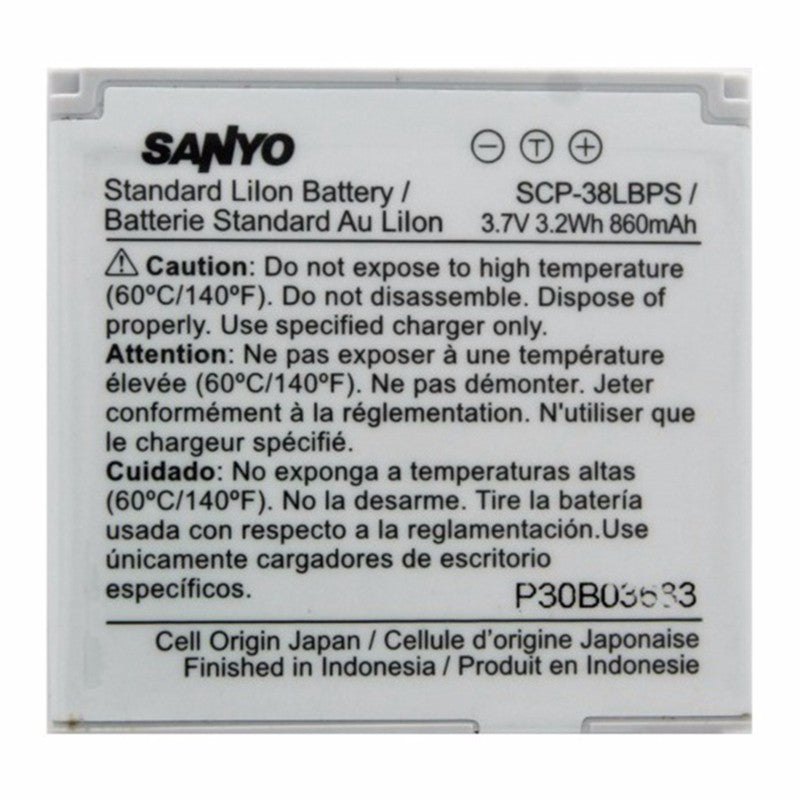 SANYO
− T +
Standard LiIon Battery /
Batterie Standard Au LiIon
SCP-38LBPS /
3.7V 3.2Wh 860mAh
Caution: Do not expose to high temperature
(60ºC/140ºF). Do not disassemble. Dispose of
properly. Use specified charger only.
Attention: Ne pas exposer à une température
élevée (60ºC/140ºF). Ne pas démonter. Jeter
conformément à la réglementation. N'utiliser que
le chargeur spécifié.
Cuidado: No exponga a temperaturas altas
(60ºC/140ºF). No la desarme. Tire la batería
usada con respecto a la reglamentación.Use
únicamente cargadores de escritorio
específicos.
Cell Origin Japan / Cellule d'origine Japonaise
Finished in Indonesia / Produit en Indonesie